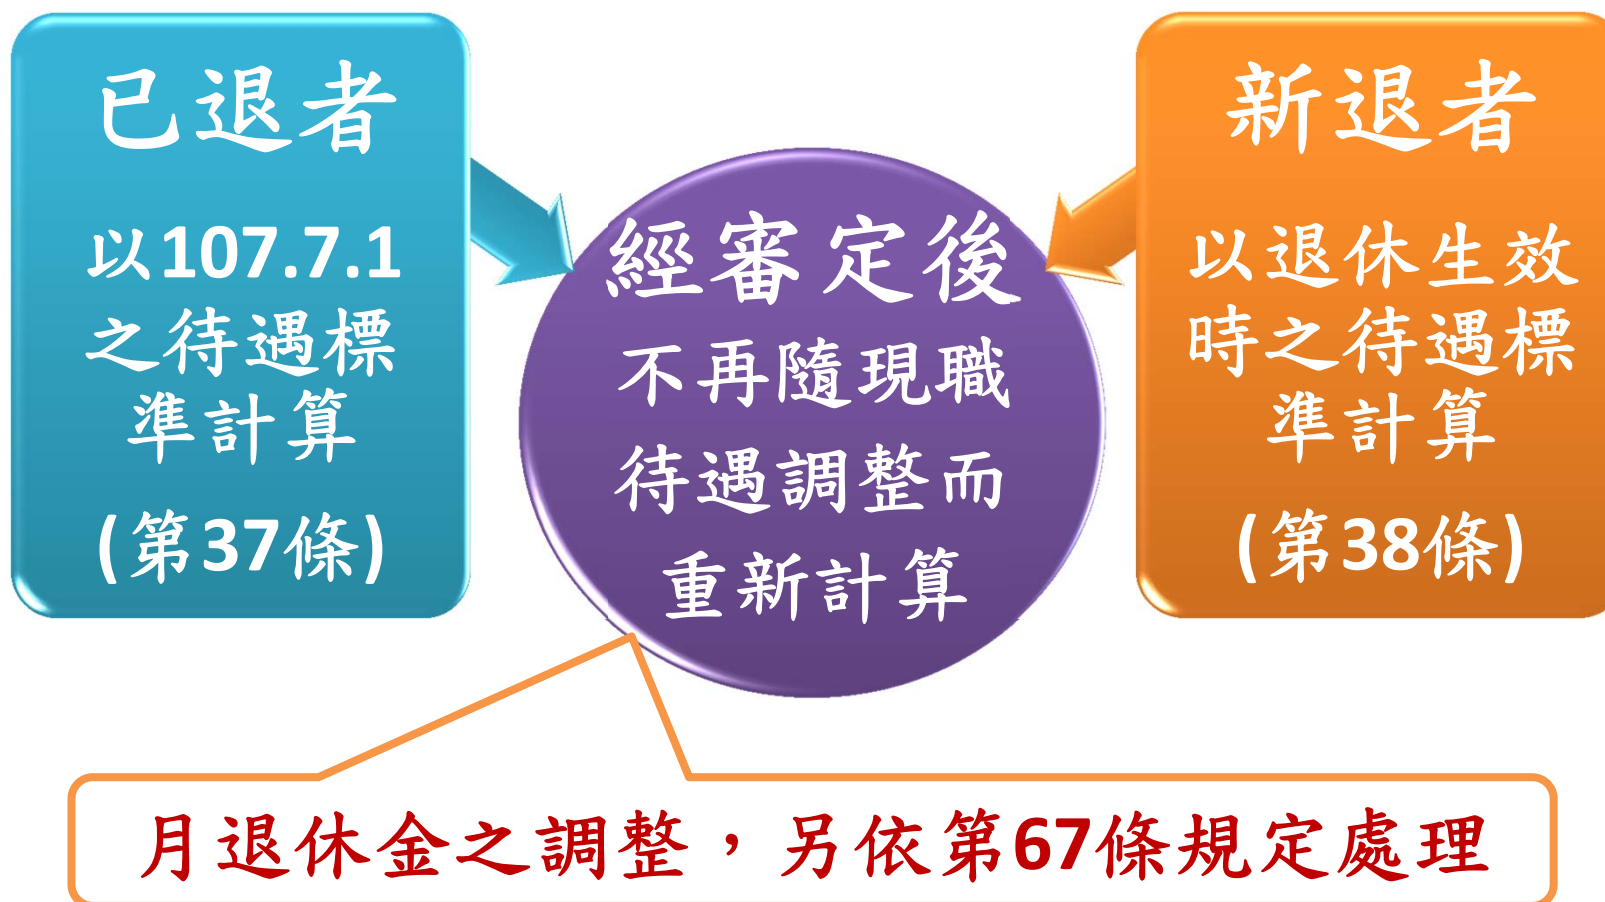 已退者
以107.7.1
之待遇標
準計算
(第37條)
經審定後
不再隨現職
待遇調整而
重新計算
新退者
以退休生效
時之待遇標
準計算
(第38條)
月退休金之調整，另依第67條規定處理